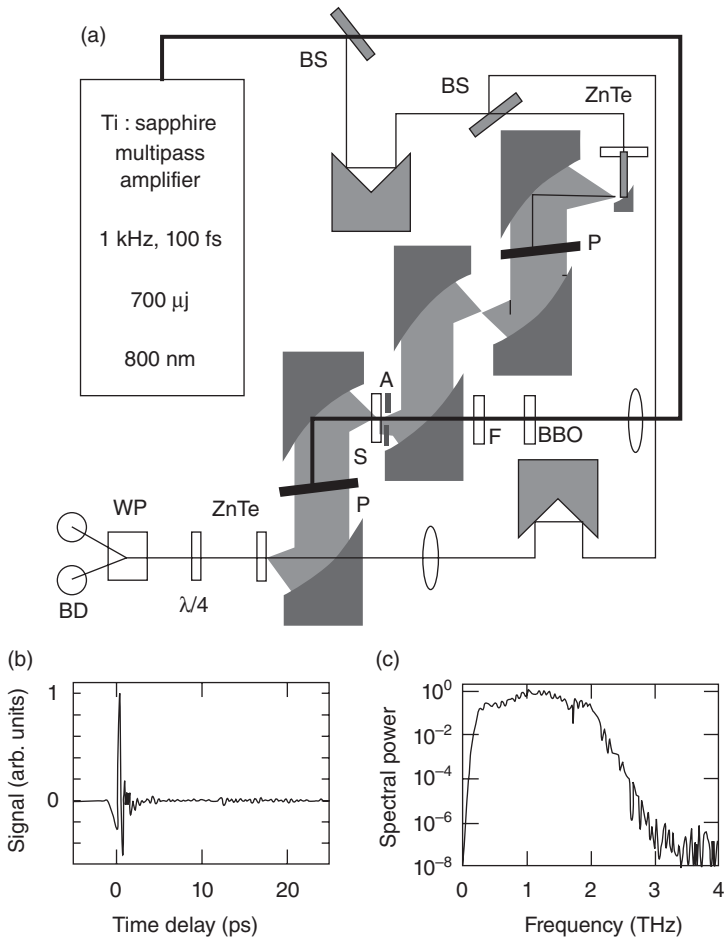 (a)
BS
BS
ZnTe
Ti : sapphire
multipass
amplifier
1 kHz, 100 fs
700 μj
800 nm
P
A
S
F
BBO
P
WP
ZnTe
BD
λ/4
(b)
Signal (arb. units)
1
0
0
10
20
Time delay (ps)
(c)
Spectral power
10⁰
10⁻²
10⁻⁴
10⁻⁶
10⁻⁸
0
1
2
3
4
Frequency (THz)